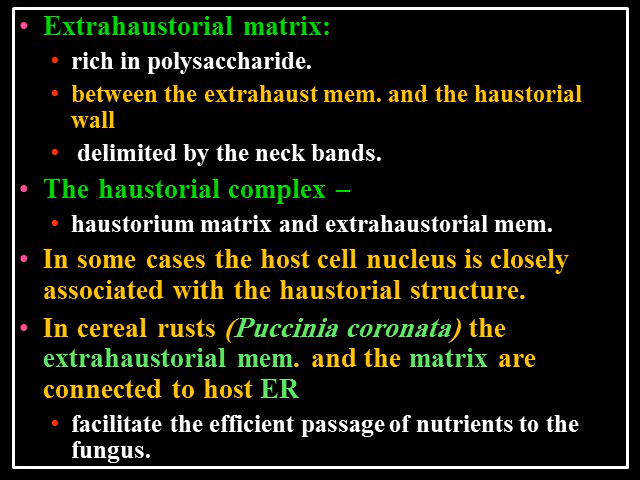 • Extrahaustorial matrix:
• rich in polysaccharide.
• between the extrahaust mem. and the haustorial
wall
• delimited by the neck bands.
• The haustorial complex –
• haustorium matrix and extrahaustorial mem.
• In some cases the host cell nucleus is closely
associated with the haustorial structure.
• In cereal rusts (Puccinia coronata) the
extrahaustorial mem. and the matrix are
connected to host ER
• facilitate the efficient passage of nutrients to the
fungus.